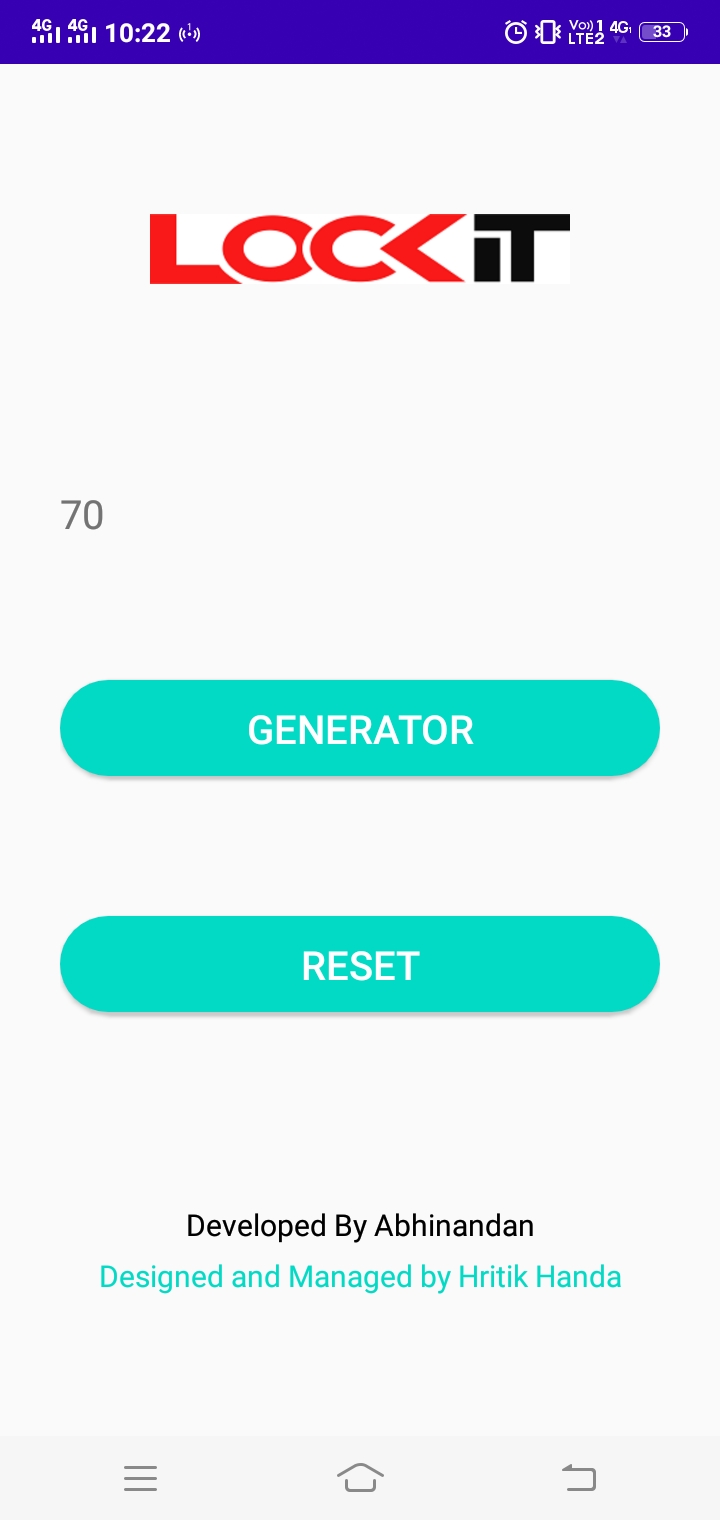 4G 4G 10:22 1 Vo)) 1 4G 33
LTE2
LOCKiT
70
GENERATOR
RESET
Developed By Abhinandan
Designed and Managed by Hritik Handa